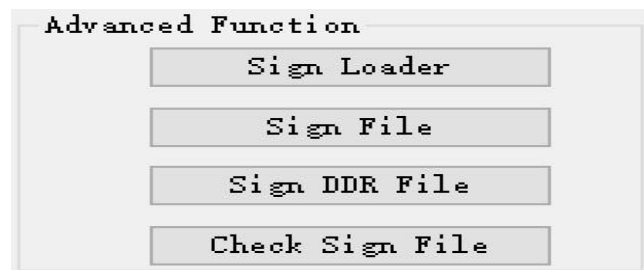 Advanced Function
Sign Loader
Sign File
Sign DDR File
Check Sign File